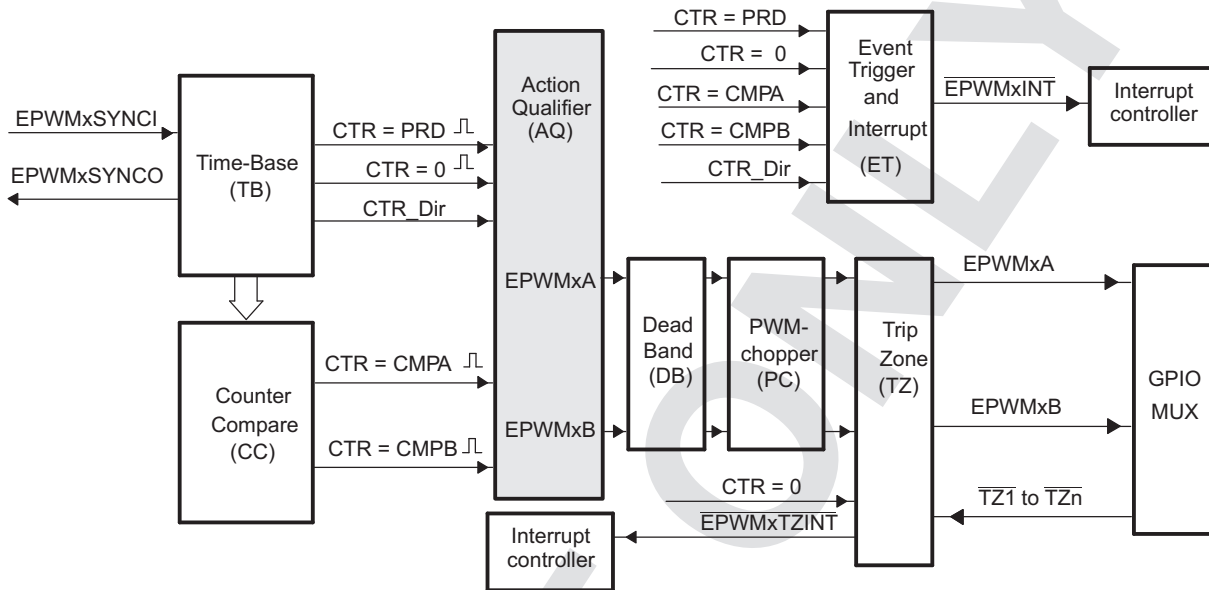 EPWMxSYNCI
EPWMxSYNCO
Time-Base
(TB)
CTR = PRD
CTR = 0
CTR_Dir
Counter
Compare
(CC)
CTR = CMPA
CTR = CMPB
Action
Qualifier
(AQ)
EPWMxA
EPWMxB
CTR = PRD
CTR = 0
CTR = CMPA
CTR = CMPB
CTR_Dir
Event
Trigger
and
Interrupt
(ET)
EPWMxINT
Interrupt
controller
Dead
Band
(DB)
PWM-
chopper
(PC)
Trip
Zone
(TZ)
EPWMxA
EPWMxB
TZ1 to TZn
GPIO
MUX
CTR = 0
EPWMxTZINT
Interrupt
controller
ONLY